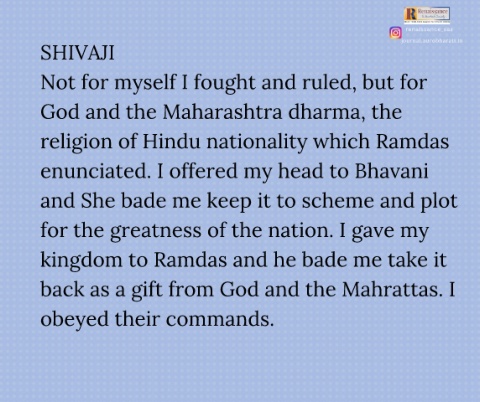 Renaissance
SHIVAJI
Not for myself I fought and ruled, but for
God and the Maharashtra dharma, the
religion of Hindu nationality which Ramdas
enunciated. I offered my head to Bhavani
and She bade me keep it to scheme and plot
for the greatness of the nation. I gave my
kingdom to Ramdas and he bade me take it
back as a gift from God and the Mahrattas. I
obeyed their commands.